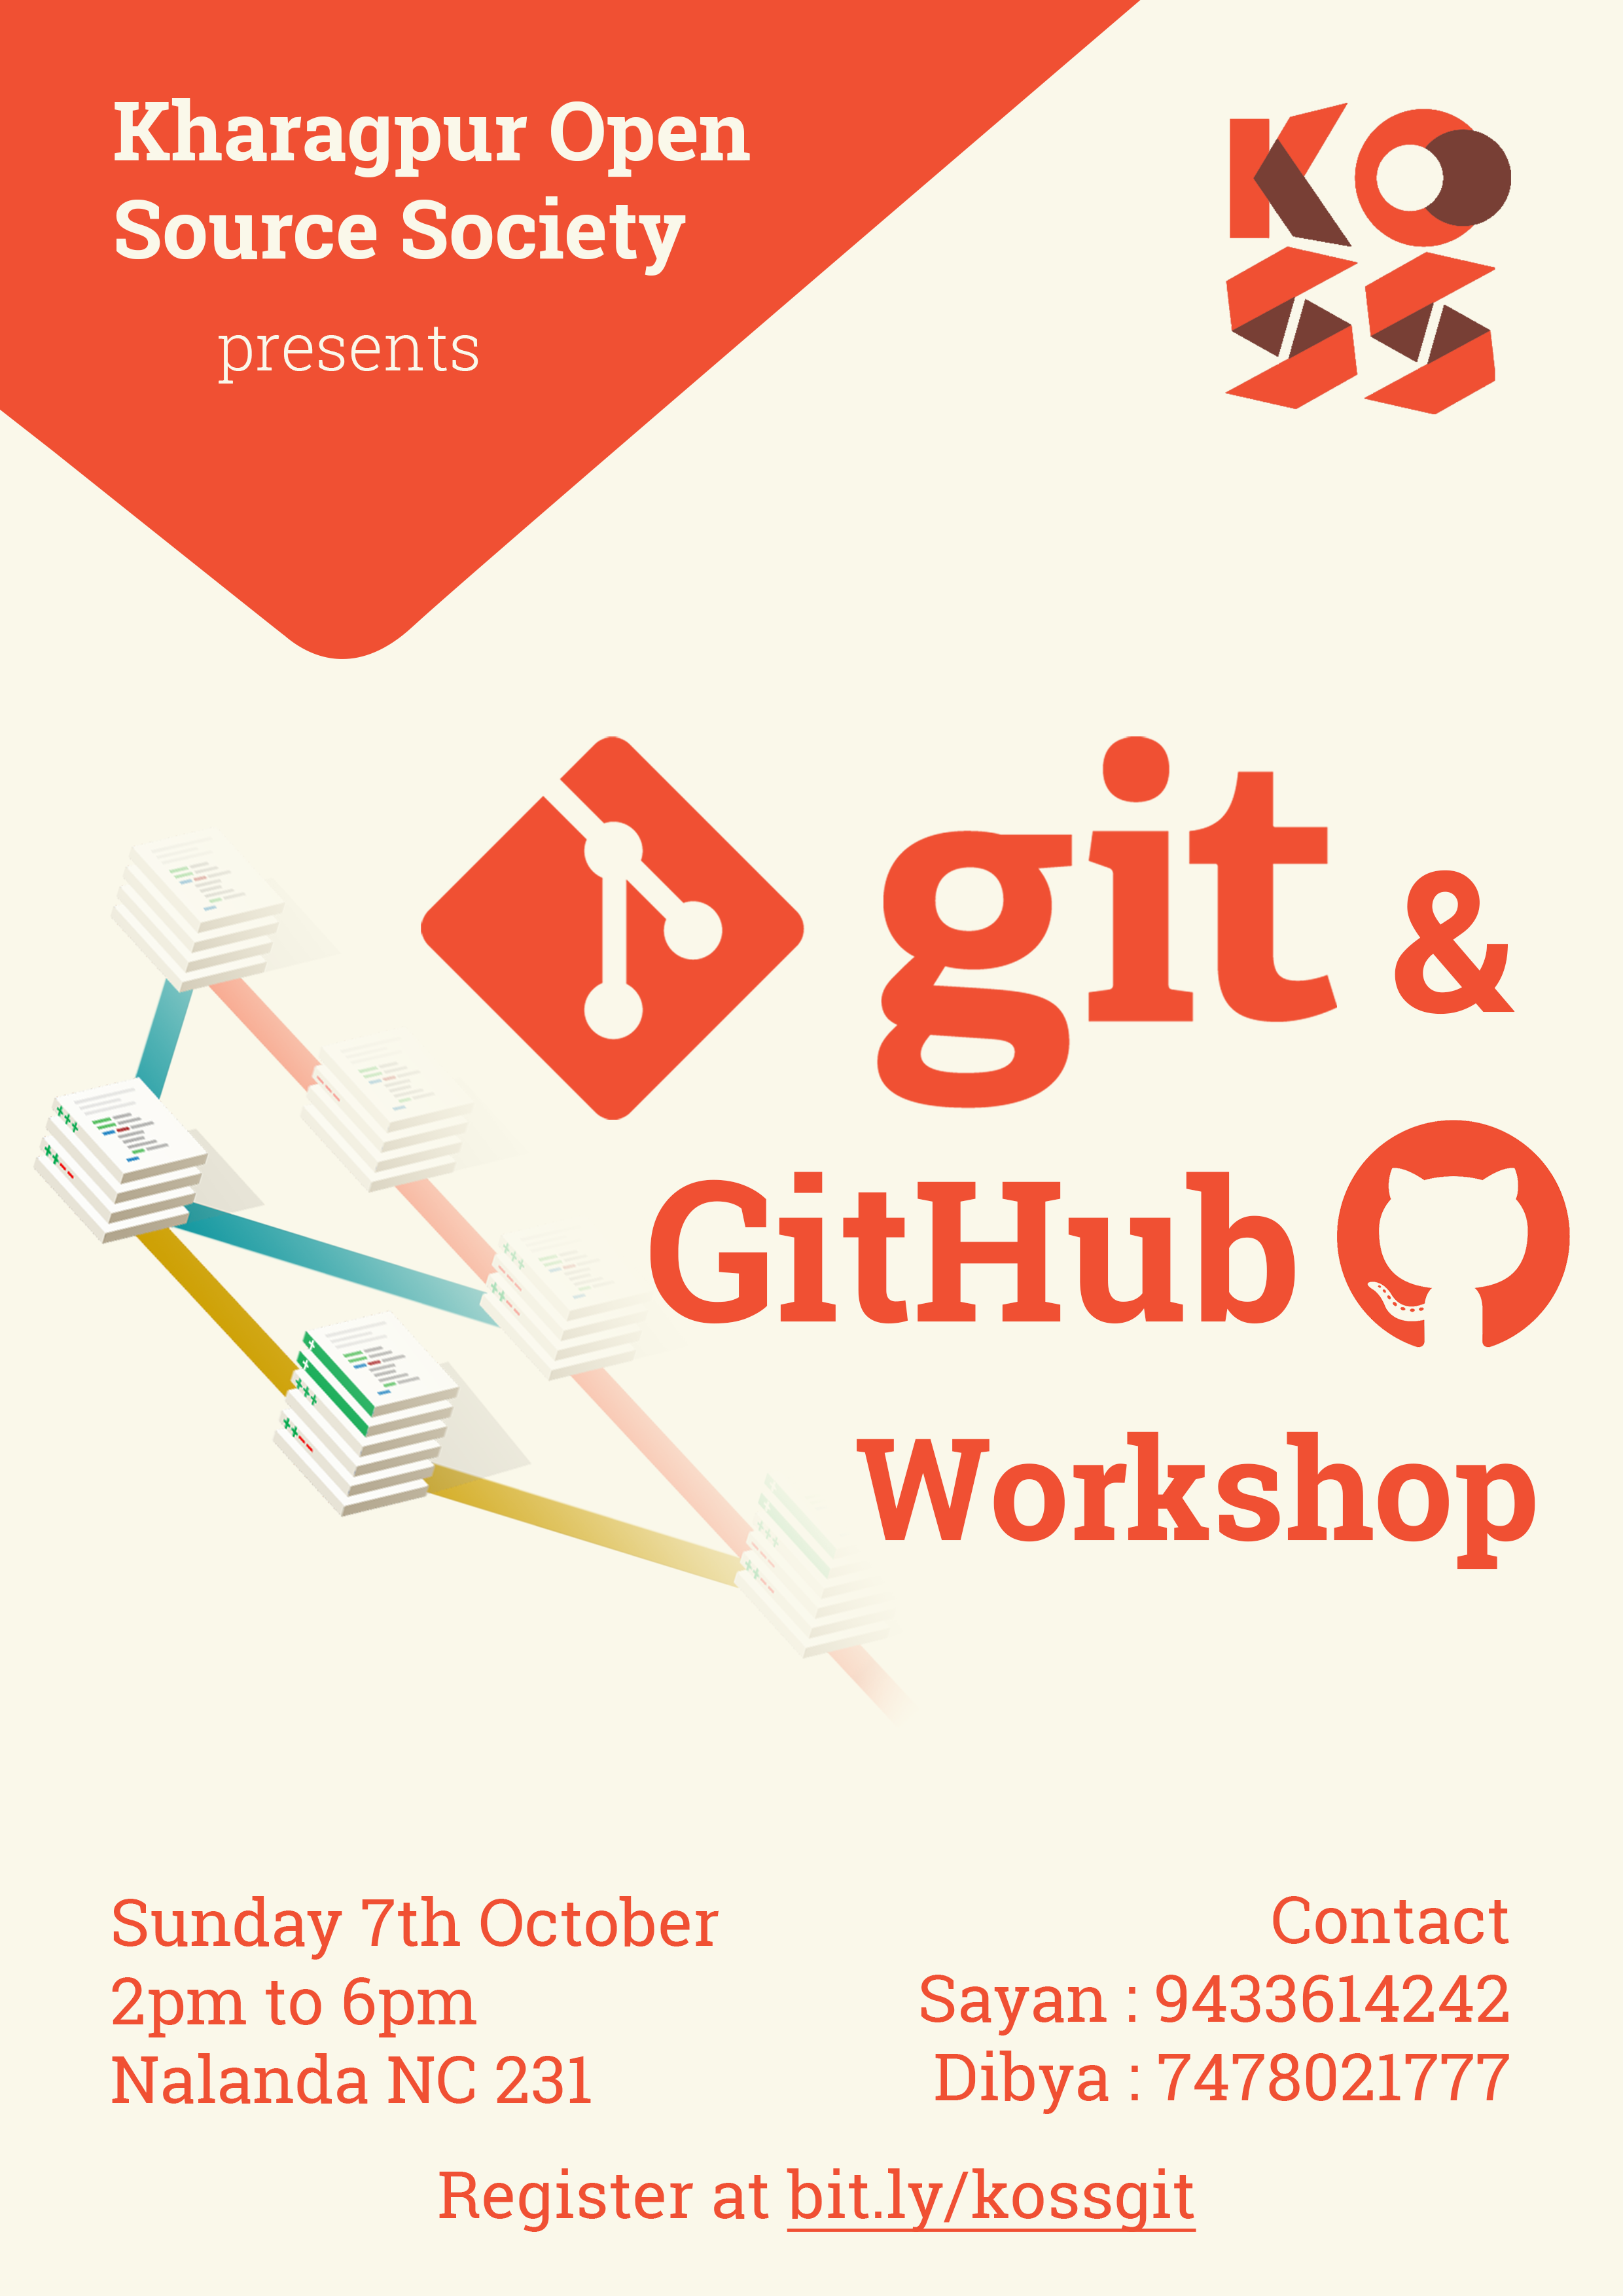 Kharagpur Open
Source Society
presents
KO
SS
git &
GitHub
Workshop
Sunday 7th October
2pm to 6pm
Nalanda NC 231
Contact
Sayan : 9433614242
Dibya : 7478021777
Register at bit.ly/kossgit